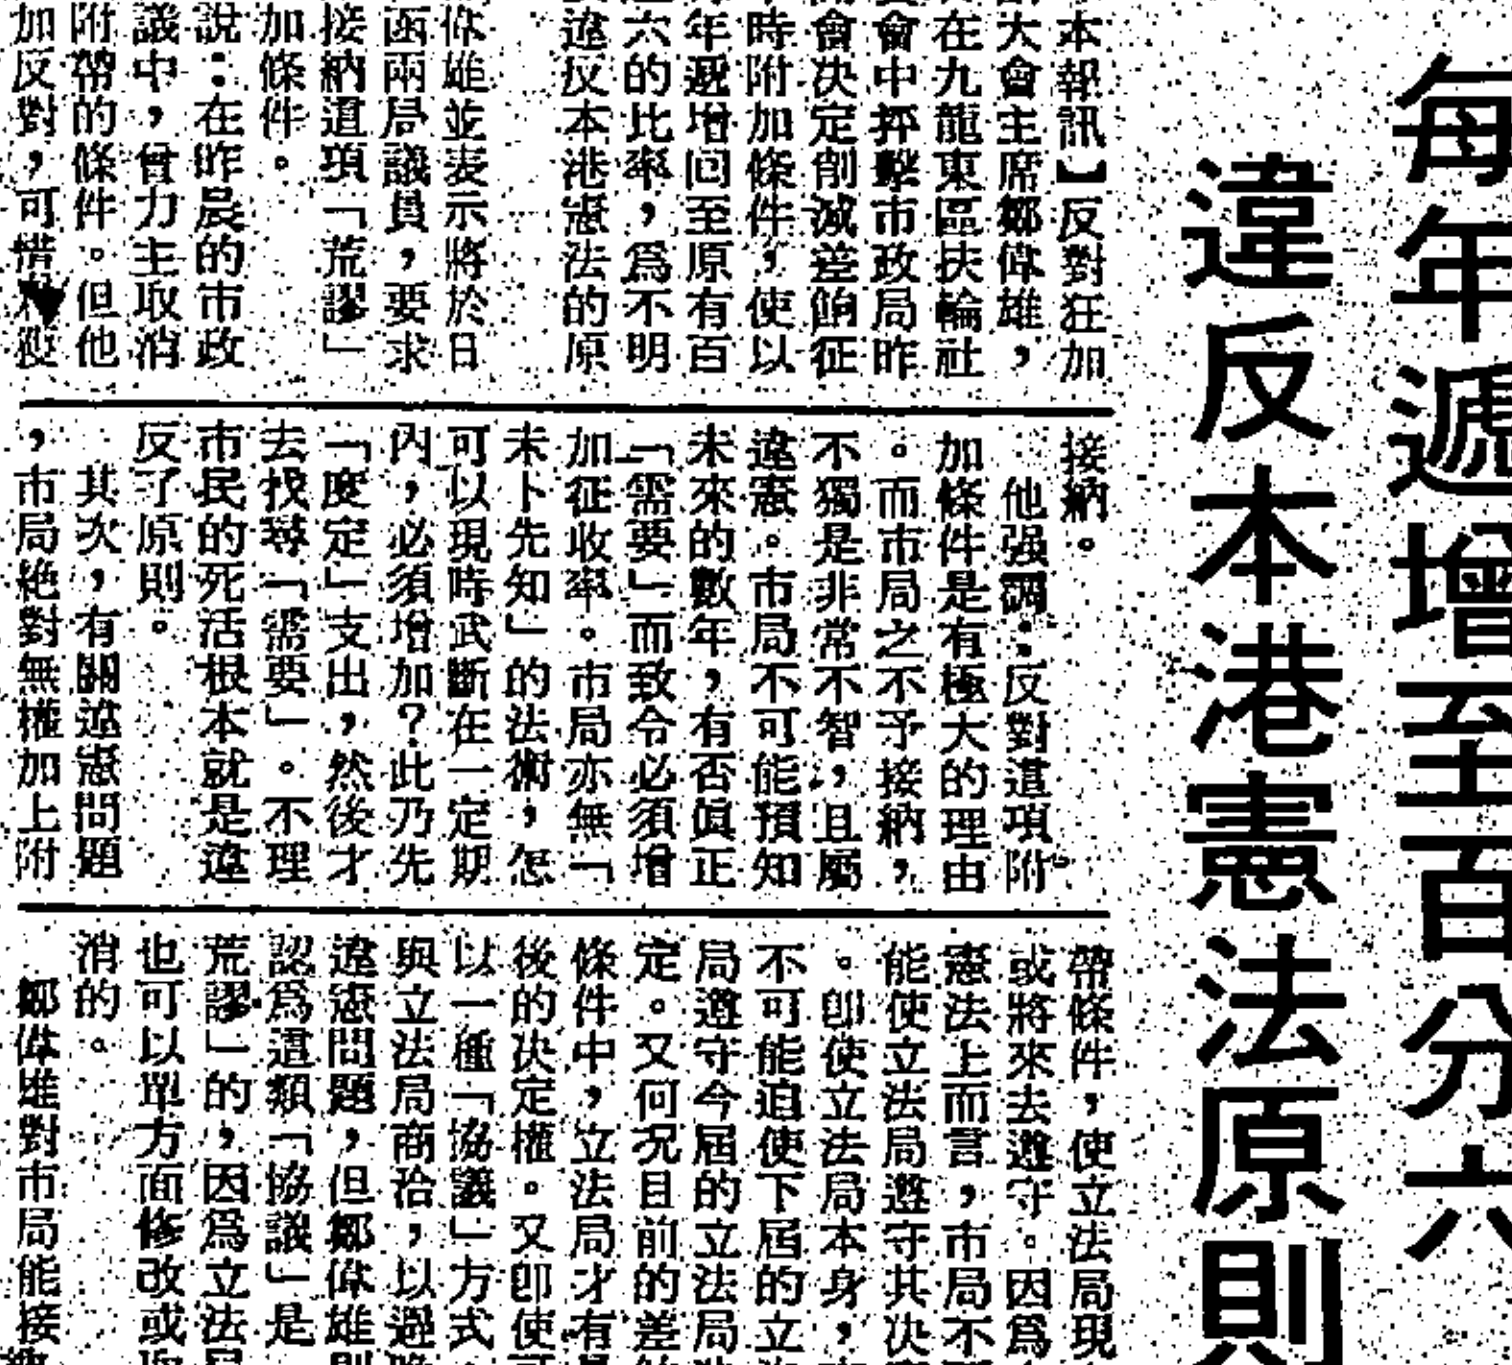 每年遞增至百分六
違反本港憲法原則
本報訊】反對狂加
大會主席鄒偉雄，
在九龍東區扶輪社
會中抨擊市政局昨
會決定削減差餉征
時附加條件，使以
年遞增回至原有百
六的比率，爲不明
違反本港憲法的原
偉雄並表示將於日
函兩局議員，要求
接納這項「荒謬」
加條件。
說：在昨晨的市政
議中，曾力主取消
附帶的條件。但他
加反對，可惜
接納。
他强調：反對這項附
加條件是有極大的理由
。而市局之不予接納，
不獨是非常不智，且屬
違憲。市局不可能預知
未來的數年，有否眞正
「需要」而致令必須增
加征收率。市局亦無「
未卜先知」的法術，怎
可以現時武斷在一定期
內，必須增加？此乃先
「度定」支出，然後才
去找尋「需要」。不理
市民的死活根本就是違
反了原則。
其次，有關違憲問題
，市局絶對無權加上附
帶條件，使立法局現
或將來去遵守。因爲
憲法上而言，市局不
能使立法局遵守其決
。卽使立法局本身，
不可能迫使下屆的立
局遵守今屆的立法局
定。又何况目前的差
條件中，立法局才有
後的决定權。又卽使
以一種「協議」方式
與立法局商洽，以避
違憲問題，但鄒偉雄
認爲這類「協議」是
荒謬」的，因爲立法
也可以單方面修改或
消的。
鄒偉雄對市局能接